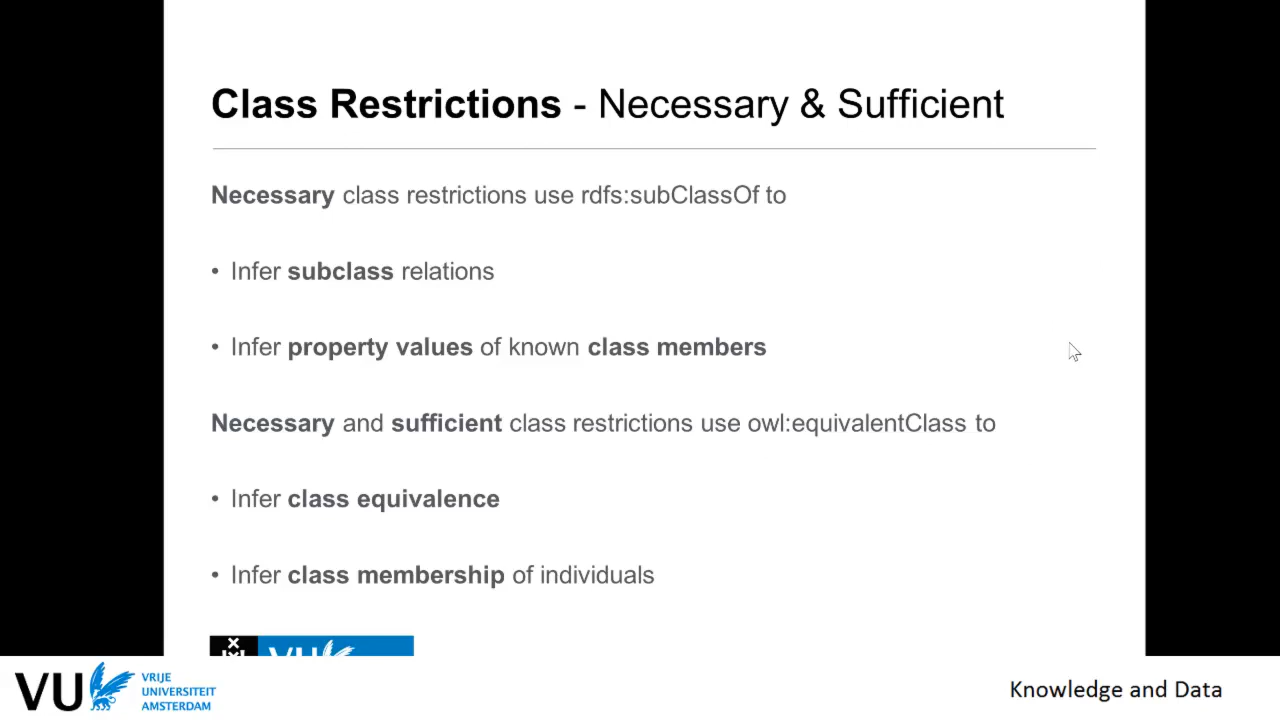 Class Restrictions - Necessary & Sufficient
Necessary class restrictions use rdfs:subClassOf to
• Infer subclass relations
• Infer property values of known class members
Necessary and sufficient class restrictions use owl:equivalentClass to
• Infer class equivalence
• Infer class membership of individuals
VU
VU
VRIJE
UNIVERSITEIT
AMSTERDAM
Knowledge and Data